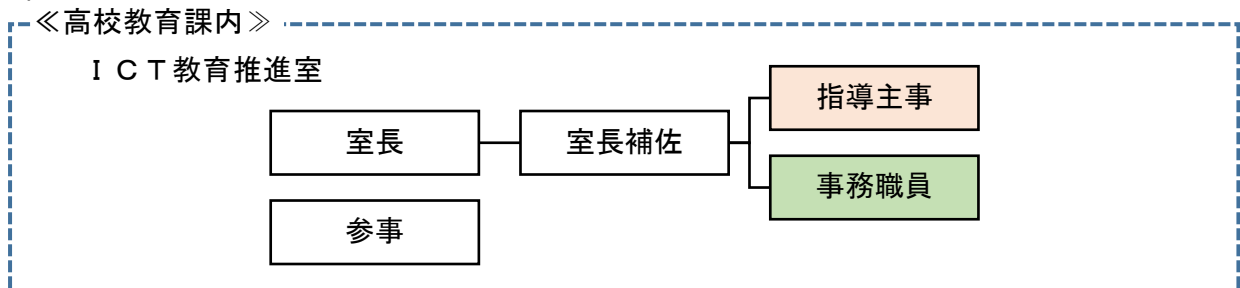 ≪高校教育課内≫
ＩＣＴ教育推進室
指導主事
室長
室長補佐
事務職員
参事